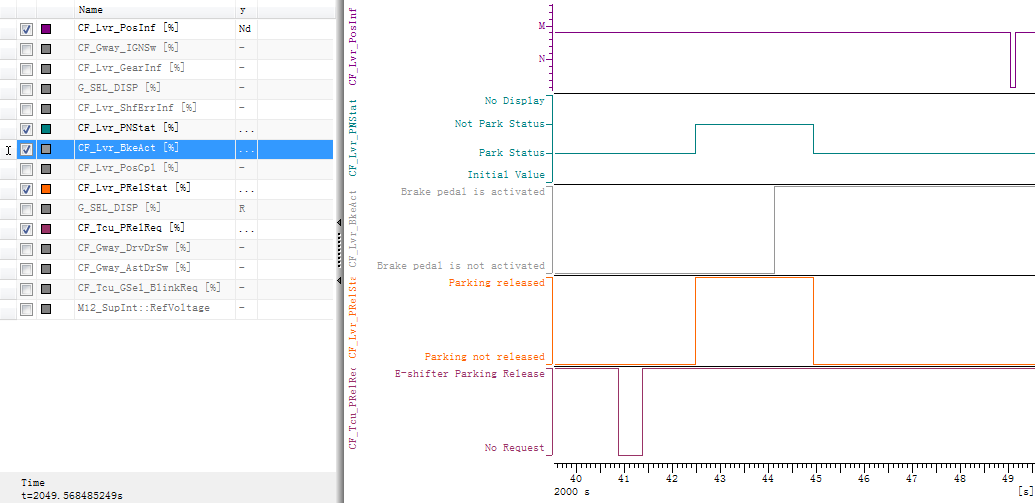 Name y
CF_Lvr_PosInf [%] Nd
CF_Gway_IGNSw [%] -
CF_Lvr_GearInf [%] -
G_SEL_DISP [%] -
CF_Lvr_ShfErrInf [%] -
CF_Lvr_PNStat [%] ...
CF_Lvr_BkeAct [%] ...
CF_Lvr_PosCpl [%] -
CF_Lvr_PRelStat [%] ...
G_SEL_DISP [%] R
CF_Tcu_PRelReq [%] ...
CF_Gway_DrvDrSw [%] -
CF_Gway_AstDrSw [%] -
CF_Tcu_GSel_BlinkReq [%] -
M12_SupInt::RefVoltage -
Time
t=2049.568485249s
CF_Lvr_PosInf
M
N
CF_Lvr_PNStat
No Display
Not Park Status
Park Status
Initial Value
CF_Lvr_BkeAct
Brake pedal is activated
Brake pedal is not activated
CF_Lvr_PRelSta
Parking released
Parking not released
CF_Tcu_PRelRec
E-shifter Parking Release
No Request
40 41 42 43 44 45 46 47 48 49
2000 s [s]